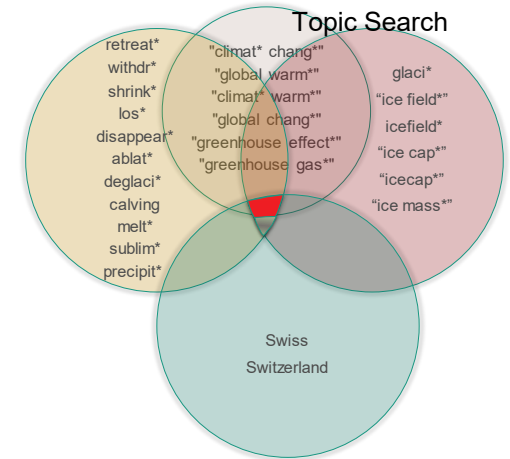 Topic Search
retreat*
withdr*
shrink*
los*
disappear*
ablat*
deglaci*
calving
melt*
sublim*
precipit*
"climat* chang*"
"global warm*"
"climat* warm*"
"global chang*"
"greenhouse effect*"
"greenhouse gas*"
glaci*
“ice field*”
icefield*
“ice cap*”
“icecap*”
“ice mass*”
Swiss
Switzerland